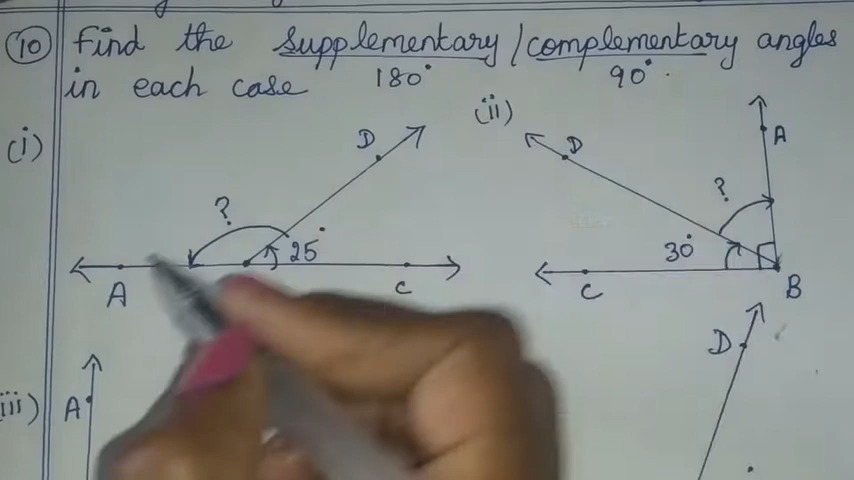 (10) Find the supplementary/complementary angles
in each case 180° 90°.
(i)
D
?
25°
A
C
(ii)
D
A
?
30°
C
B
D
iii)
A